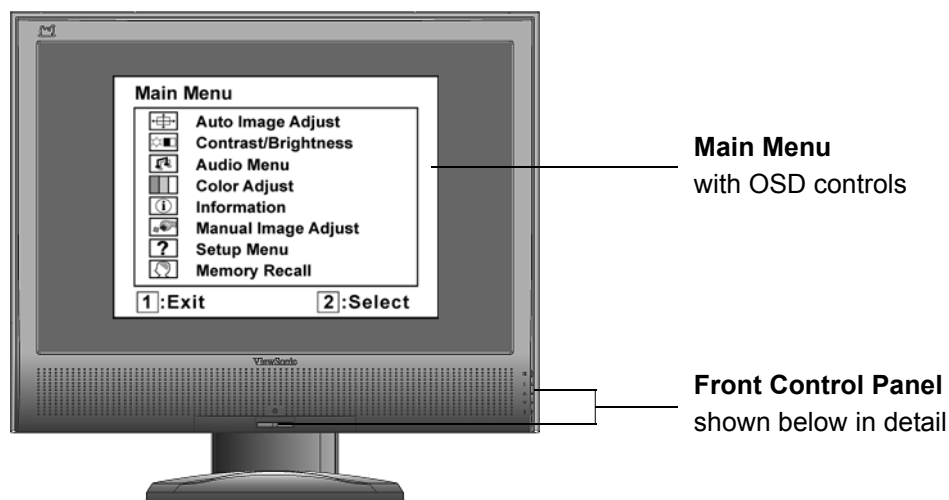 Main Menu
Auto Image Adjust
Contrast/Brightness
Audio Menu
Color Adjust
Information
Manual Image Adjust
? Setup Menu
Memory Recall
1:Exit 2:Select
ViewSonic
Main Menu
with OSD controls
Front Control Panel
shown below in detail